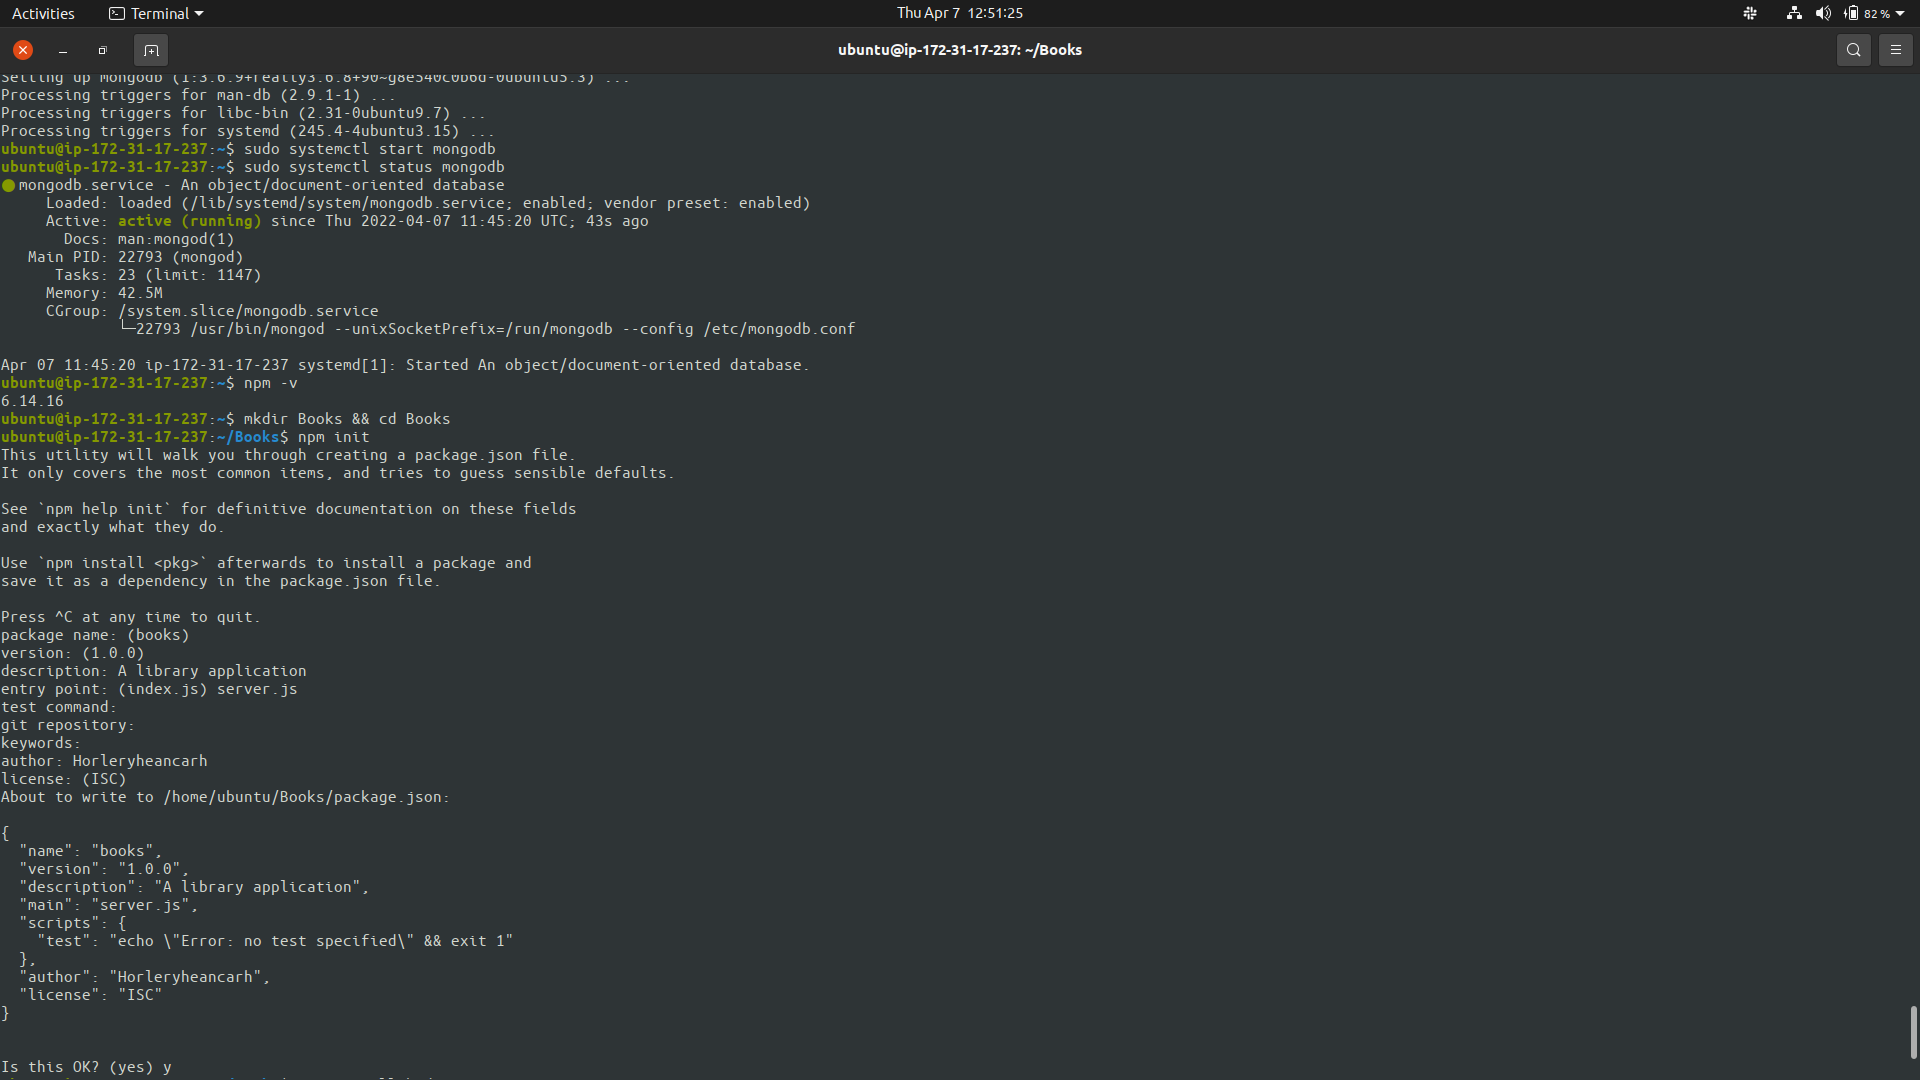 Activities Terminal Thu Apr 7 12:51:25 82 %
ubuntu@ip-172-31-17-237: ~/Books
Setting up mongodb (1:3.6.9+really3.6.8+90~g8e540c0b6d-0ubuntu5.3) ...
Processing triggers for man-db (2.9.1-1) ...
Processing triggers for libc-bin (2.31-0ubuntu9.7) ...
Processing triggers for systemd (245.4-4ubuntu3.15) ...
ubuntu@ip-172-31-17-237:~$ sudo systemctl start mongodb
ubuntu@ip-172-31-17-237:~$ sudo systemctl status mongodb
● mongodb.service - An object/document-oriented database
Loaded: loaded (/lib/systemd/system/mongodb.service; enabled; vendor preset: enabled)
Active: active (running) since Thu 2022-04-07 11:45:20 UTC; 43s ago
Docs: man:mongod(1)
Main PID: 22793 (mongod)
Tasks: 23 (limit: 1147)
Memory: 42.5M
CGroup: /system.slice/mongodb.service
└─22793 /usr/bin/mongod --unixSocketPrefix=/run/mongodb --config /etc/mongodb.conf
Apr 07 11:45:20 ip-172-31-17-237 systemd[1]: Started An object/document-oriented database.
ubuntu@ip-172-31-17-237:~$ npm -v
6.14.16
ubuntu@ip-172-31-17-237:~$ mkdir Books && cd Books
ubuntu@ip-172-31-17-237:~/Books$ npm init
This utility will walk you through creating a package.json file.
It only covers the most common items, and tries to guess sensible defaults.
See `npm help init` for definitive documentation on these fields
and exactly what they do.
Use `npm install <pkg>` afterwards to install a package and
save it as a dependency in the package.json file.
Press ^C at any time to quit.
package name: (books)
version: (1.0.0)
description: A library application
entry point: (index.js) server.js
test command:
git repository:
keywords:
author: Horleryheancarh
license: (ISC)
About to write to /home/ubuntu/Books/package.json:
{
"name": "books",
"version": "1.0.0",
"description": "A library application",
"main": "server.js",
"scripts": {
"test": "echo \"Error: no test specified\" && exit 1"
},
"author": "Horleryheancarh",
"license": "ISC"
}
Is this OK? (yes) y